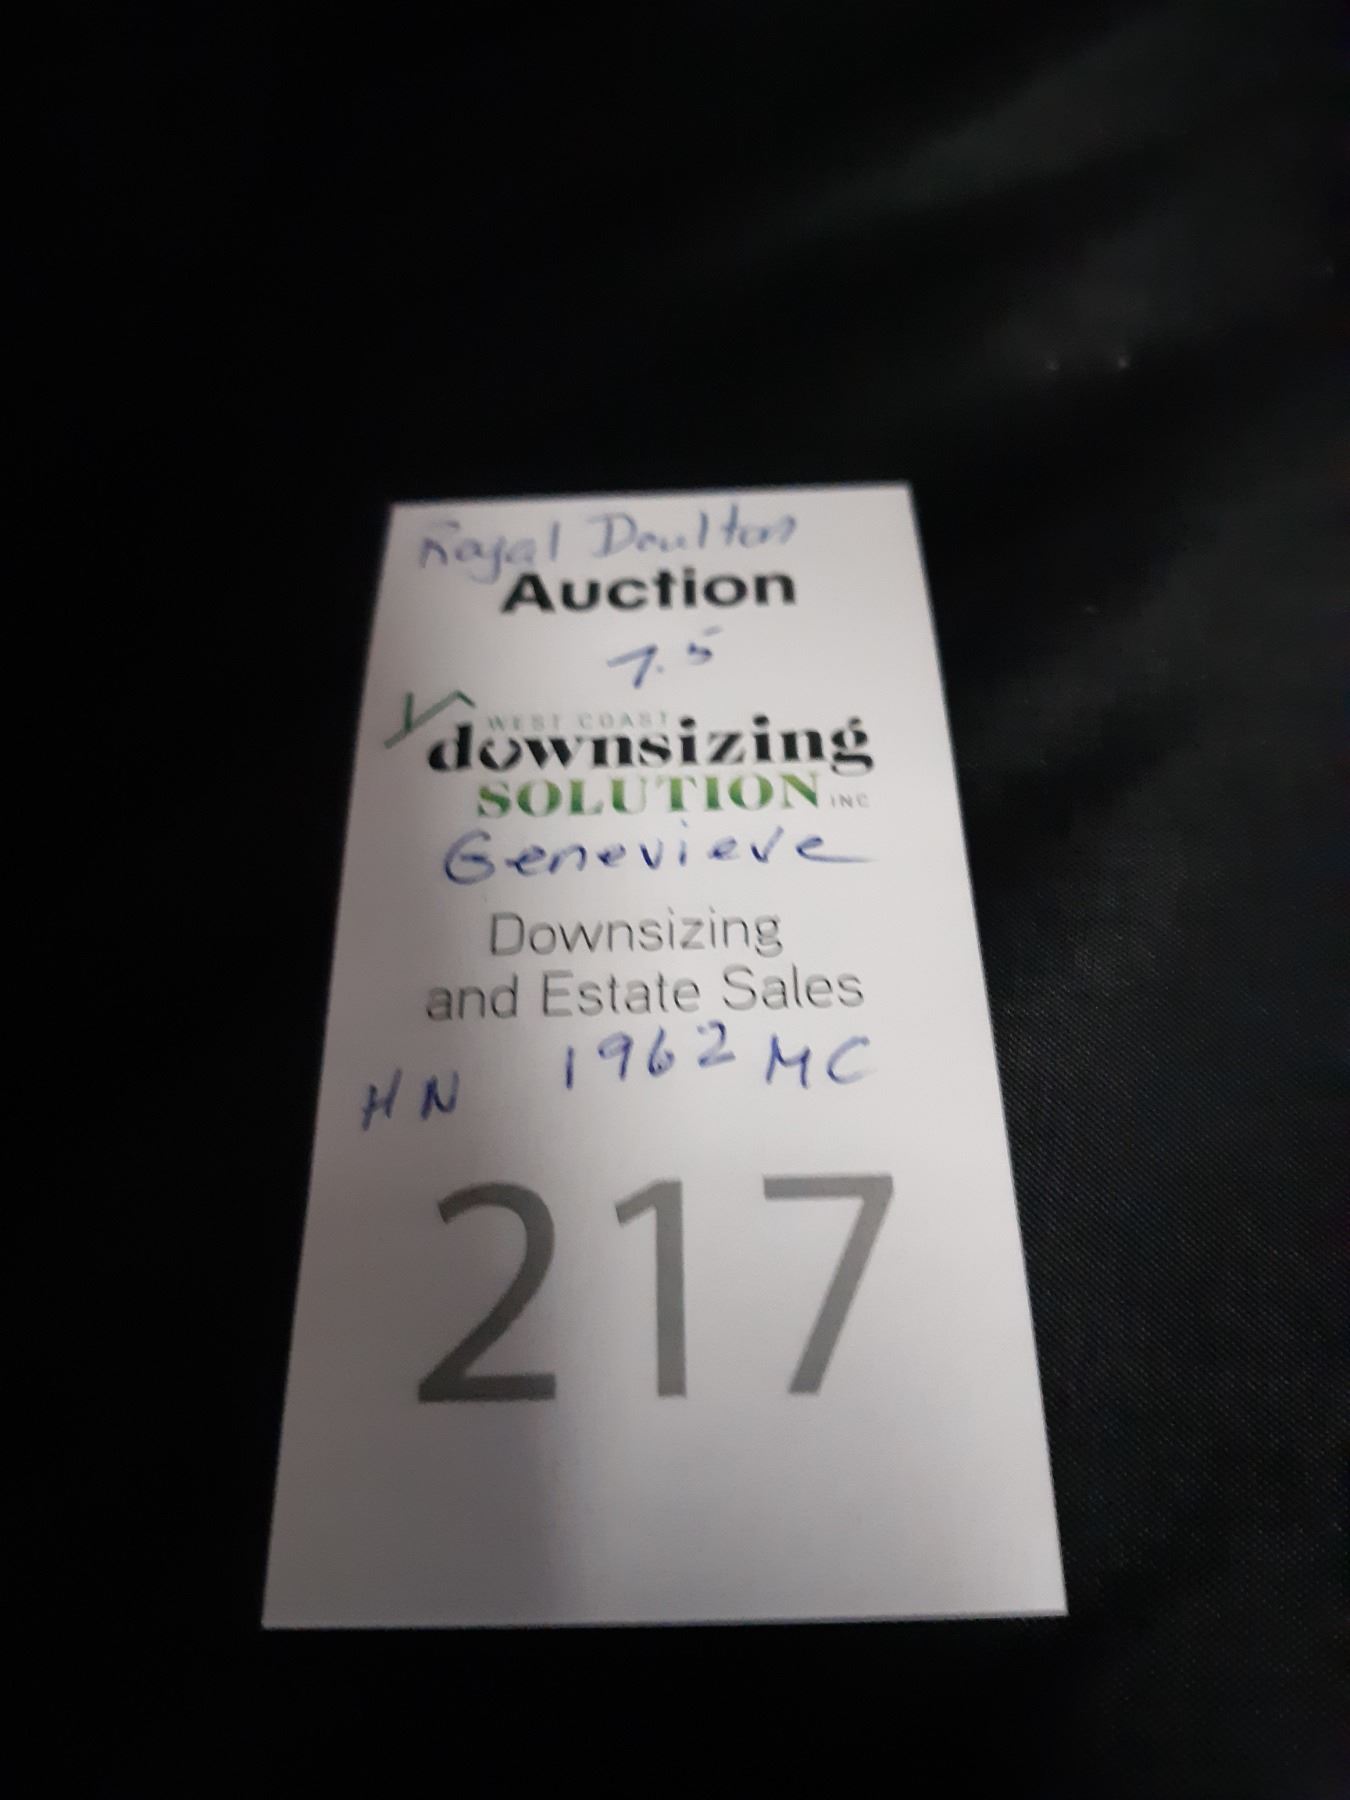 Royal Doulton
Auction
7.5
WEST COAST
downsizing
SOLUTION INC
Genevieve
Downsizing
and Estate Sales
HN 1962 MC
217